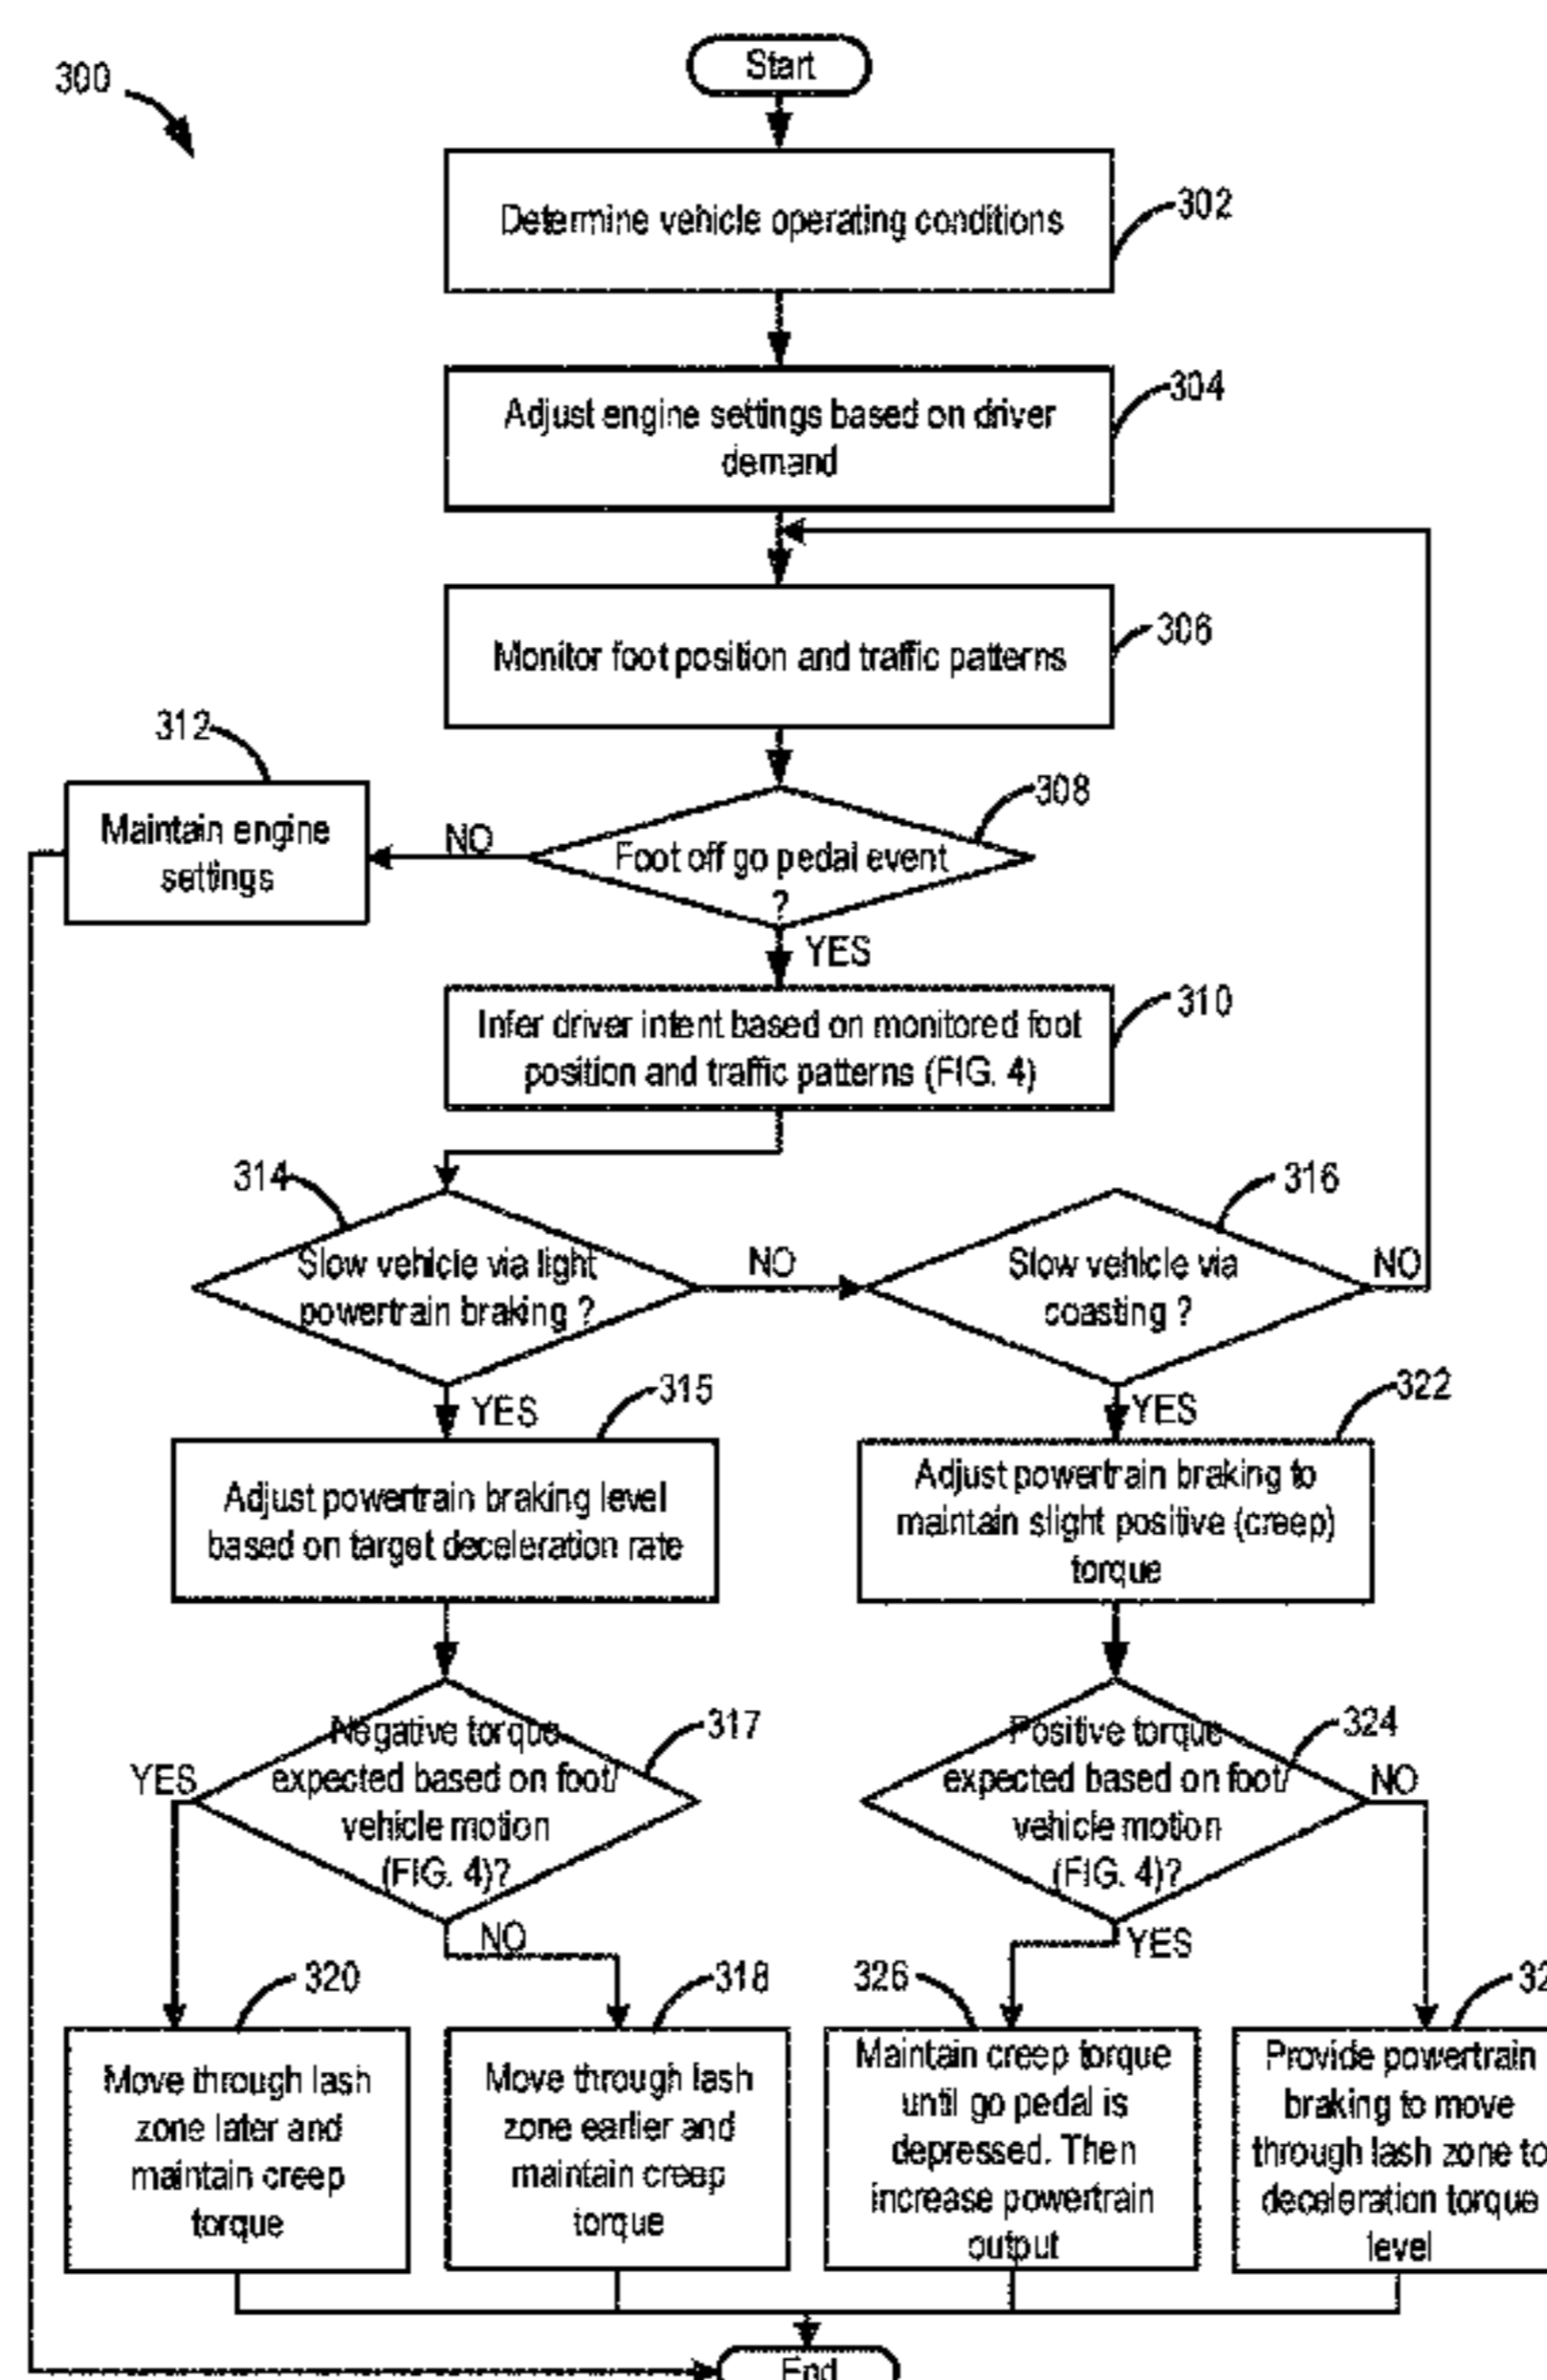 300
Start
Determine vehicle operating conditions
302
Adjust engine settings based on driver
demand
304
Monitor foot position and traffic patterns
306
312
Maintain engine
settings
NO
Foot off go pedal event
?
308
YES
Infer driver intent based on monitored foot
position and traffic patterns (FIG. 4)
310
314
Slow vehicle via light
powertrain braking ?
NO
316
Slow vehicle via
coasting ?
NO
YES
315
YES
322
Adjust powertrain braking level
based on target deceleration rate
Adjust powertrain braking to
maintain slight positive (creep)
torque
YES
Negative torque
expected based on foot/
vehicle motion
(FIG. 4)?
317
NO
Positive torque
expected based on foot/
vehicle motion
(FIG. 4)?
324
NO
YES
320
Move through lash
zone later and
maintain creep
torque
318
Move through lash
zone earlier and
maintain creep
torque
326
Maintain creep torque
until go pedal is
depressed. Then
increase powertrain
output
Provide powertrain
braking to move
through lash zone to
deceleration torque
level
End